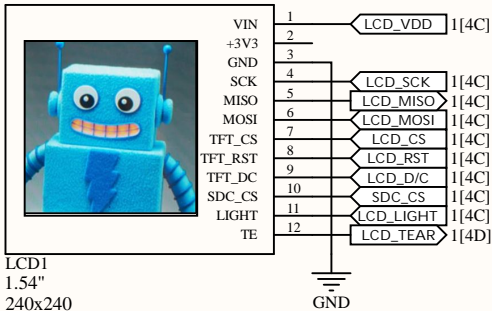 VIN 1 LCD_VDD 1[4C]
+3V3 2
GND 3
SCK 4 LCD_SCK 1[4C]
MISO 5 LCD_MISO 1[4C]
MOSI 6 LCD_MOSI 1[4C]
TFT_CS 7 LCD_CS 1[4C]
TFT_RST 8 LCD_RST 1[4C]
TFT_DC 9 LCD_D/C 1[4C]
SDC_CS 10 SDC_CS 1[4C]
LIGHT 11 LCD_LIGHT 1[4C]
TE 12 LCD_TEAR 1[4D]
LCD1
1.54"
240x240
GND